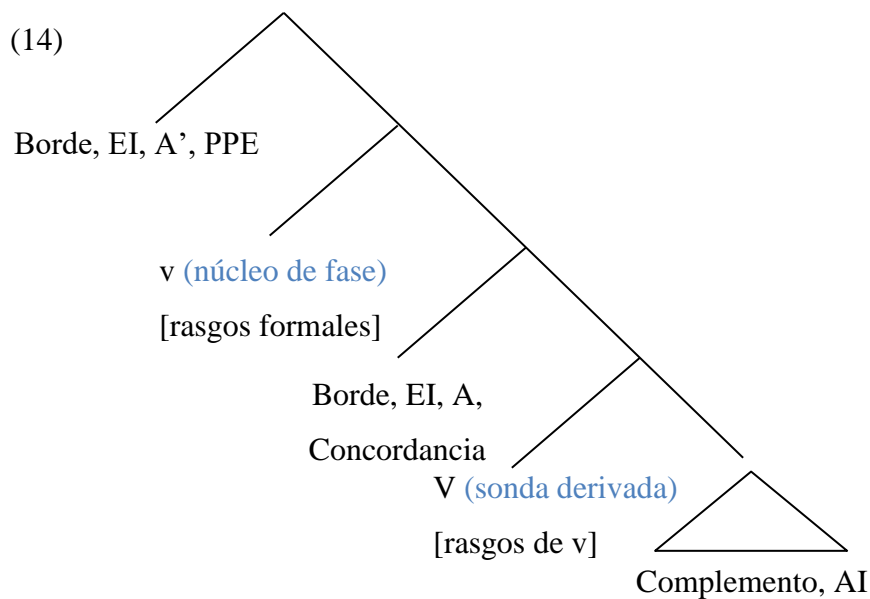 (14)
Borde, EI, A’, PPE
v (núcleo de fase)
[rasgos formales]
Borde, EI, A,
Concordancia
V (sonda derivada)
[rasgos de v]
Complemento, AI